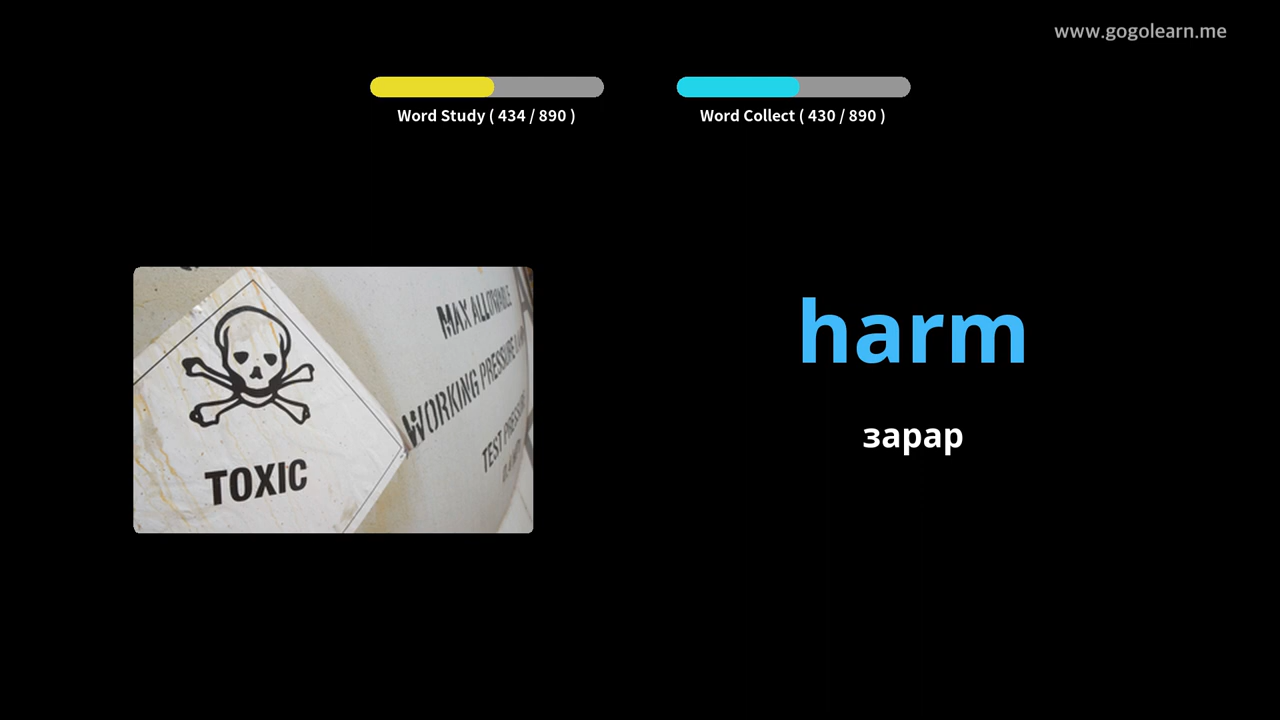 www.gogolearn.me
Word Study ( 434 / 890 )
Word Collect ( 430 / 890 )
MAX ALLOWABLE
WORKING PRESSURE
TEST PRESSURE
TOXIC
harm
зарар